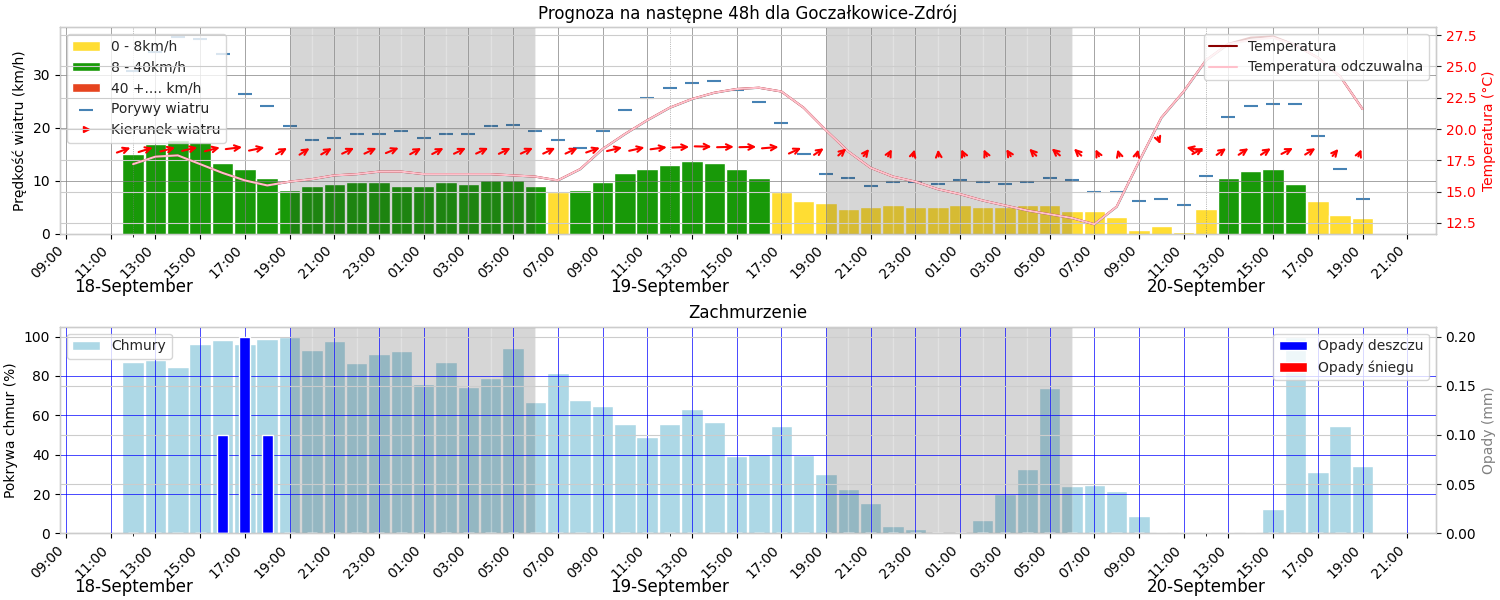 Prognoza na następne 48h dla Goczałkowice-Zdrój
Prędkość wiatru (km/h)
0 - 8km/h
8 - 40km/h
40 +.... km/h
Porywy wiatru
Kierunek wiatru
Temperatura
Temperatura odczuwalna
Temperatura (°C)
30
20
10
0
27.5
25.0
22.5
20.0
17.5
15.0
12.5
09:00 11:00 13:00 15:00 17:00 19:00 21:00 23:00 01:00 03:00 05:00 07:00 09:00 11:00 13:00 15:00 17:00 19:00 21:00 23:00 01:00 03:00 05:00 07:00 09:00 11:00 13:00 15:00 17:00 19:00 21:00
18-September 19-September 20-September
Zachmurzenie
Pokrywa chmur (%)
Chmury
Opady deszczu
Opady śniegu
Opady (mm)
100
80
60
40
20
0
0.20
0.15
0.10
0.05
0.00
09:00 11:00 13:00 15:00 17:00 19:00 21:00 23:00 01:00 03:00 05:00 07:00 09:00 11:00 13:00 15:00 17:00 19:00 21:00 23:00 01:00 03:00 05:00 07:00 09:00 11:00 13:00 15:00 17:00 19:00 21:00
18-September 19-September 20-September